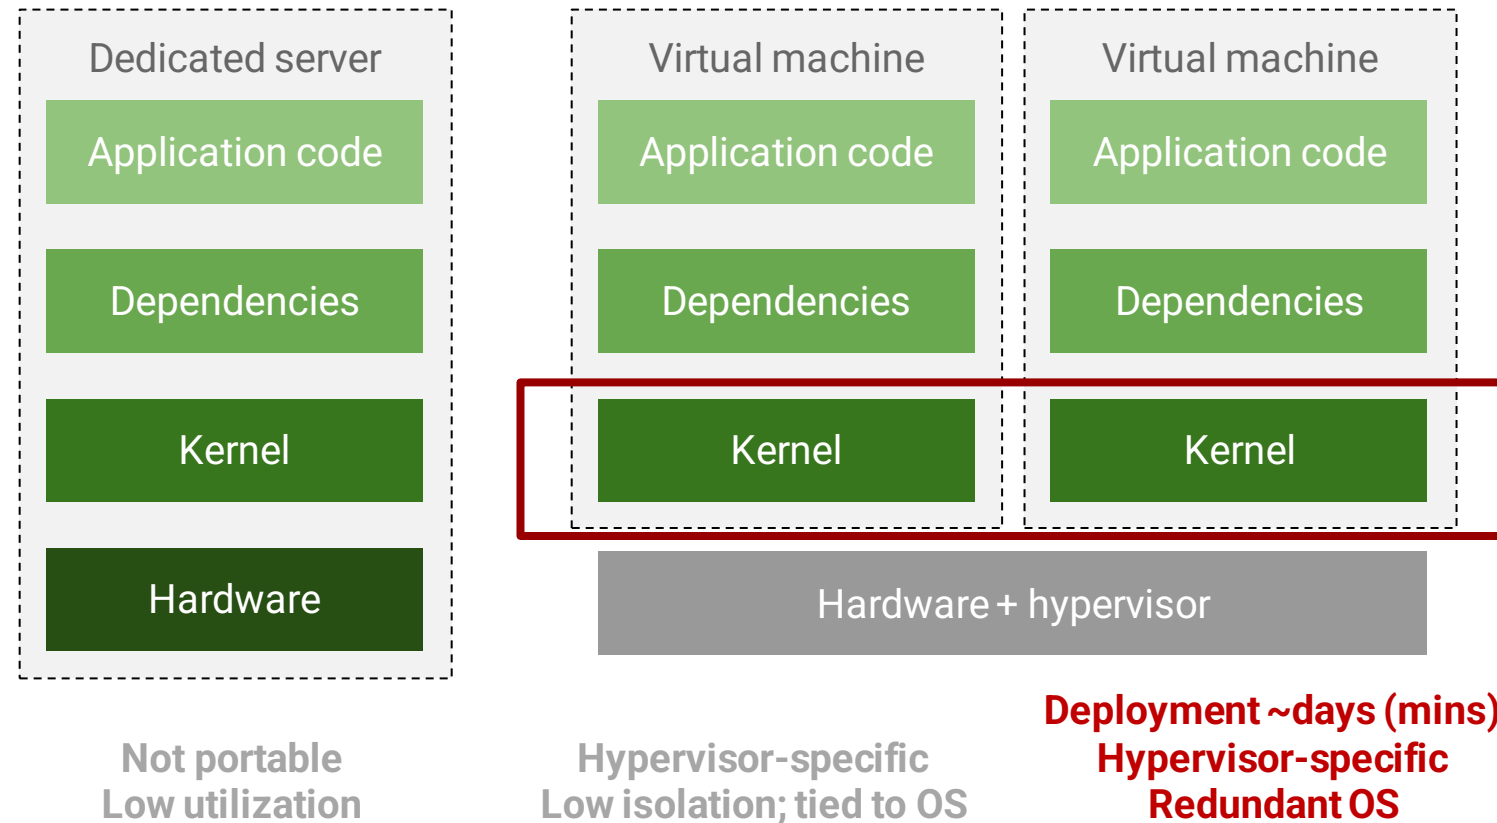 Dedicated server
Application code
Dependencies
Kernel
Hardware
Not portable
Low utilization
Virtual machine
Application code
Dependencies
Kernel
Virtual machine
Application code
Dependencies
Kernel
Hardware + hypervisor
Hypervisor-specific
Low isolation; tied to OS
Deployment ~days (mins)
Hypervisor-specific
Redundant OS